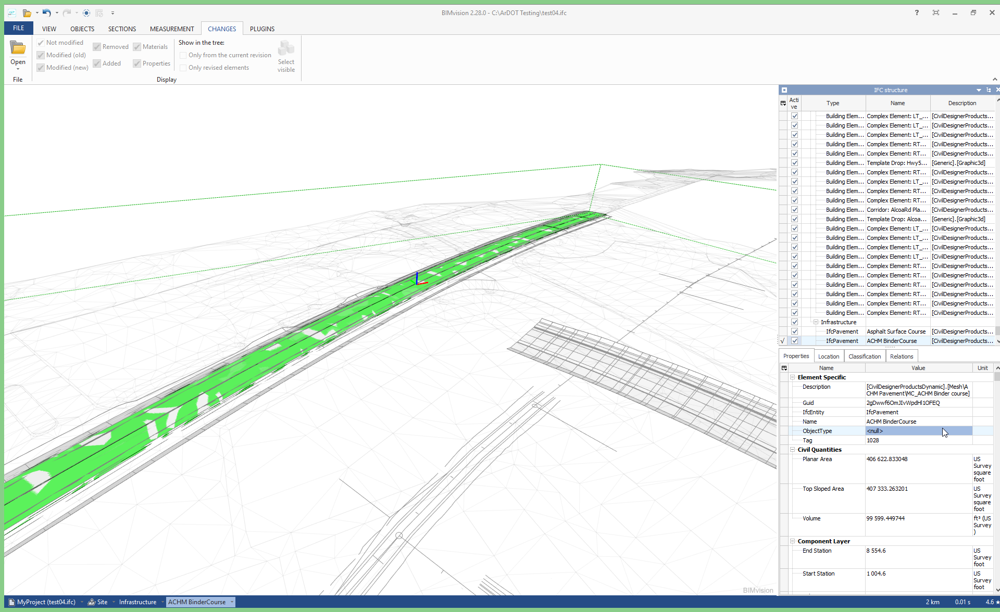 BIMvision 2.28.0 - C:\ArDOT Testing\test04.ifc
FILE VIEW OBJECTS SECTIONS MEASUREMENT CHANGES PLUGINS
Open
File
Not modified
Modified (old)
Modified (new)
Removed
Added
Materials
Properties
Show in the tree:
Only from the current revision
Only revised elements
Select
visible
Display
IFC structure
Acti
ve
Type Name Description
Building Elem... Complex Element: LT_... [CivilDesignerProducts...
Building Elem... Complex Element: LT_... [CivilDesignerProducts...
Building Elem... Complex Element: LT_... [CivilDesignerProducts...
Building Elem... Complex Element: RT... [CivilDesignerProducts...
Building Elem... Complex Element: RT... [CivilDesignerProducts...
Building Elem... Template Drop: Hwy5... [Generic].[Graphic3d]
Building Elem... Complex Element: RT... [CivilDesignerProducts...
Building Elem... Complex Element: LT_... [CivilDesignerProducts...
Building Elem... Complex Element: RT... [CivilDesignerProducts...
Building Elem... Complex Element: RT... [CivilDesignerProducts...
Building Elem... Corridor: AlcoaRd Pla... [CivilDesignerProducts...
Building Elem... Template Drop: Alcoa... [Generic].[Graphic3d]
Building Elem... Complex Element: LT_... [CivilDesignerProducts...
Building Elem... Complex Element: LT_... [CivilDesignerProducts...
Building Elem... Complex Element: LT_... [CivilDesignerProducts...
Building Elem... Complex Element: LT_... [CivilDesignerProducts...
Building Elem... Complex Element: RT... [CivilDesignerProducts...
Building Elem... Complex Element: RT... [CivilDesignerProducts...
Building Elem... Complex Element: RT... [CivilDesignerProducts...
Building Elem... Complex Element: RT... [CivilDesignerProducts...
Building Elem... Complex Element: RT... [CivilDesignerProducts...
Building Elem... Complex Element: RT... [CivilDesignerProducts...
Infrastructure
IfcPavement Asphalt Surface Course [CivilDesignerProducts...
IfcPavement ACHM BinderCourse [CivilDesignerProducts...
Properties Location Classification Relations
Name Value Unit
Element Specific
Description [CivilDesignerProductsDynamic].[Mesh\A
CHM Pavement\MC_ACHM Binder course]
Guid 2gDwwf6OmJIvWpdHl1OFEQ
IfcEntity IfcPavement
Name ACHM BinderCourse
ObjectType <null>
Tag 1028
Civil Quantities
Planar Area 406 622.833048 US
Survey
square
foot
Top Sloped Area 407 333.263201 US
Survey
square
foot
Volume 99 599.449744 ft³ (US
Survey
)
Component Layer
End Station 8 554.6 US
Survey
foot
Start Station 1 004.6 US
Survey
foot
BIMvision
MyProject (test04.ifc) Site Infrastructure ACHM BinderCourse 2 km 0.01 s 4.6